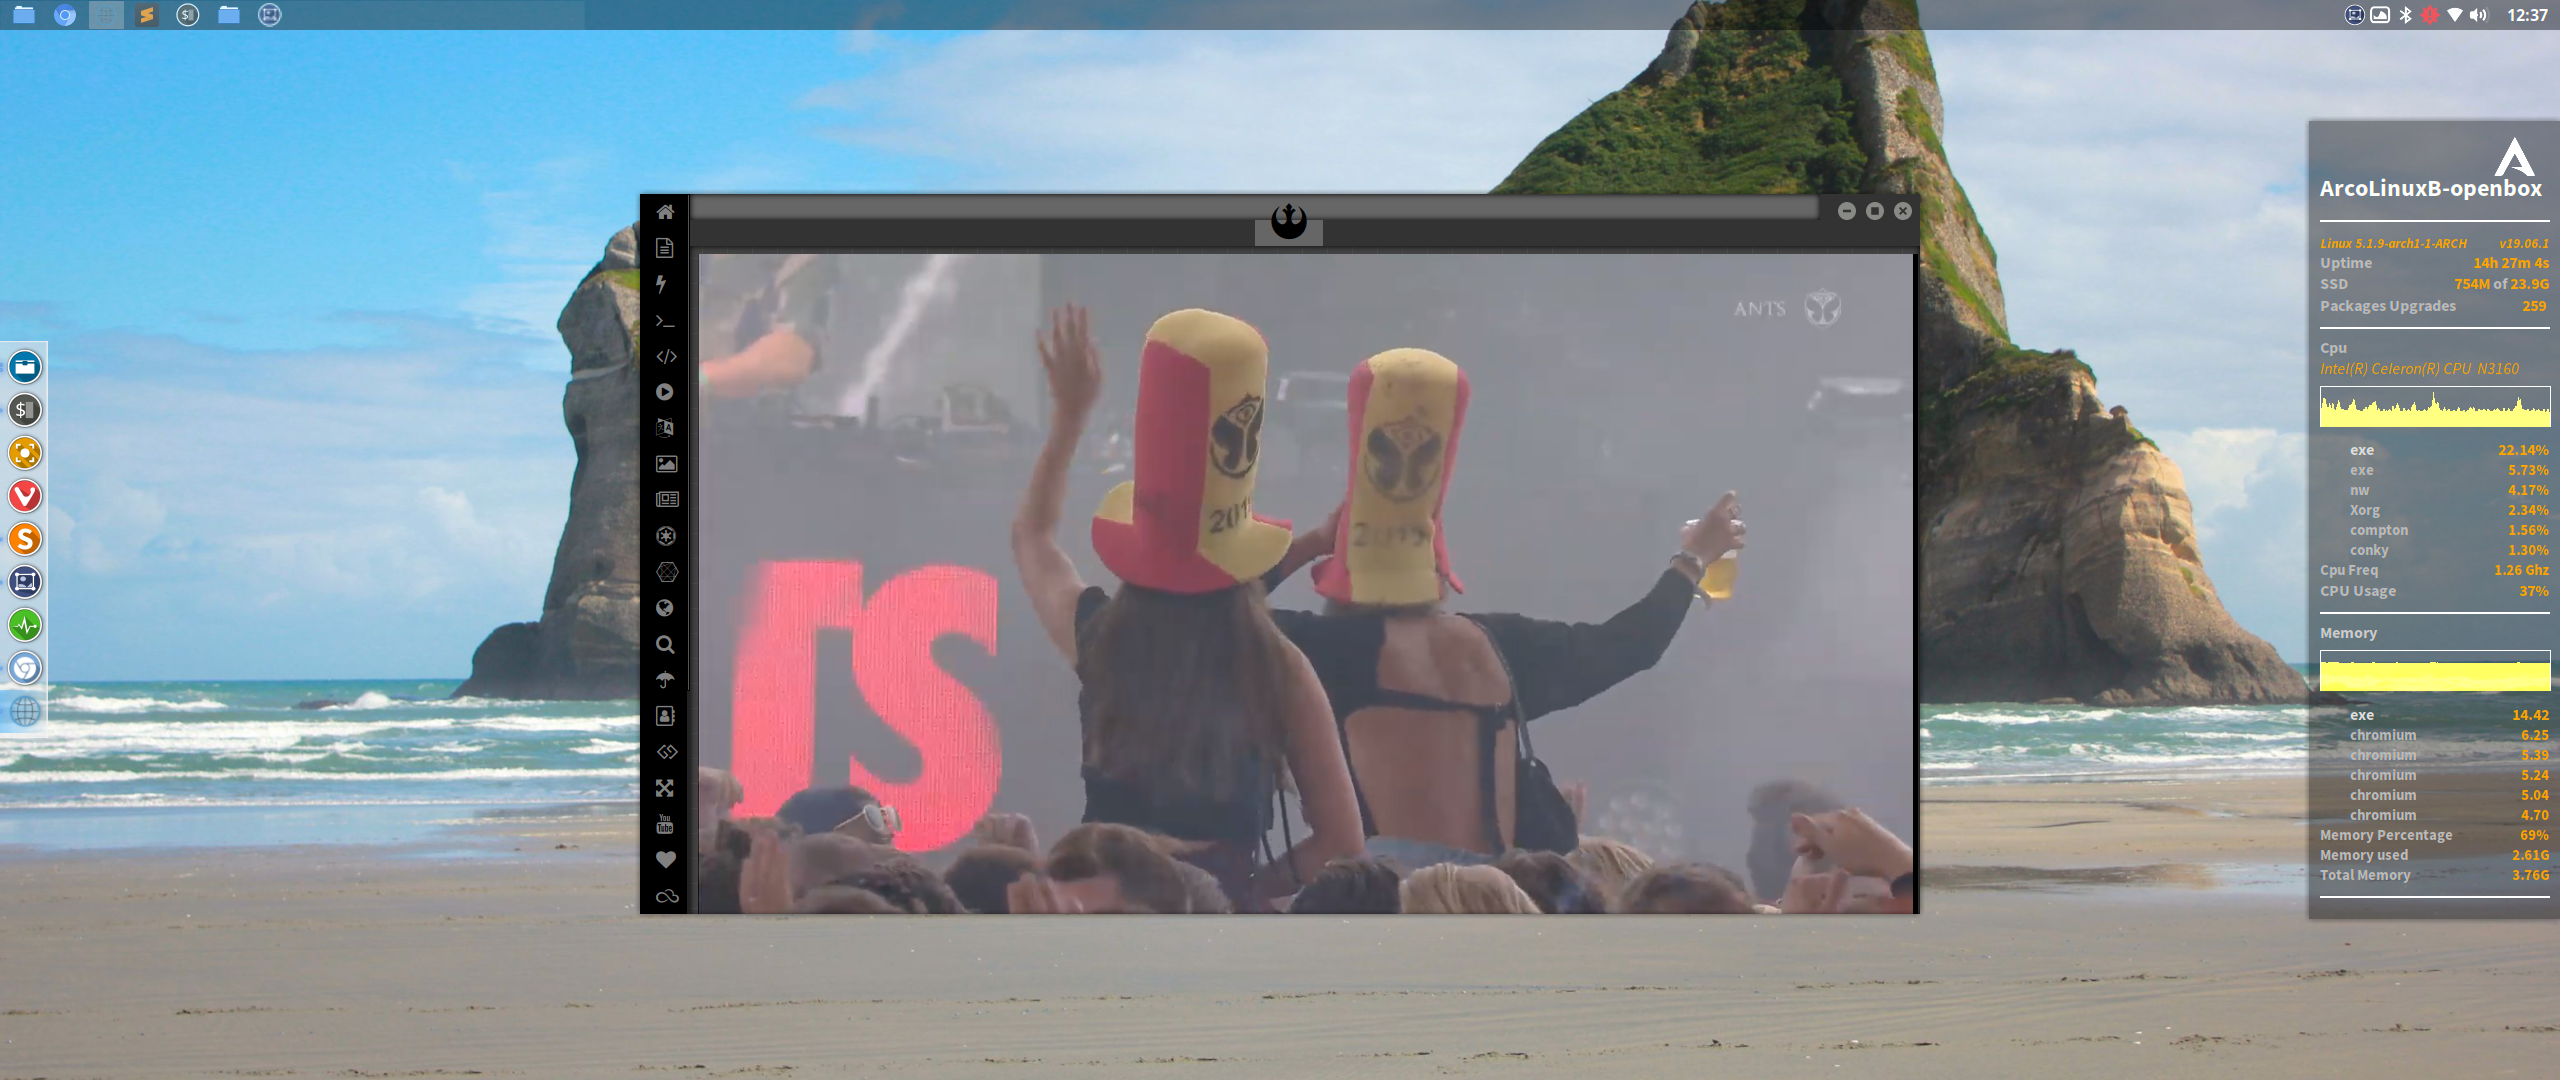 12:37
ArcoLinuxB-openbox
Linux 5.1.9-arch1-1-ARCH v19.06.1
Uptime 14h 27m 4s
SSD 754M of 23.9G
Packages Upgrades 259
Cpu
Intel(R) Celeron(R) CPU N3160
exe 22.14%
exe 5.73%
nw 4.17%
Xorg 2.34%
compton 1.56%
conky 1.30%
Cpu Freq 1.26 Ghz
CPU Usage 37%
Memory
exe 14.42
chromium 6.25
chromium 5.39
chromium 5.24
chromium 5.04
chromium 4.70
Memory Percentage 69%
Memory used 2.61G
Total Memory 3.76G
ANTS
TS
You
Tube